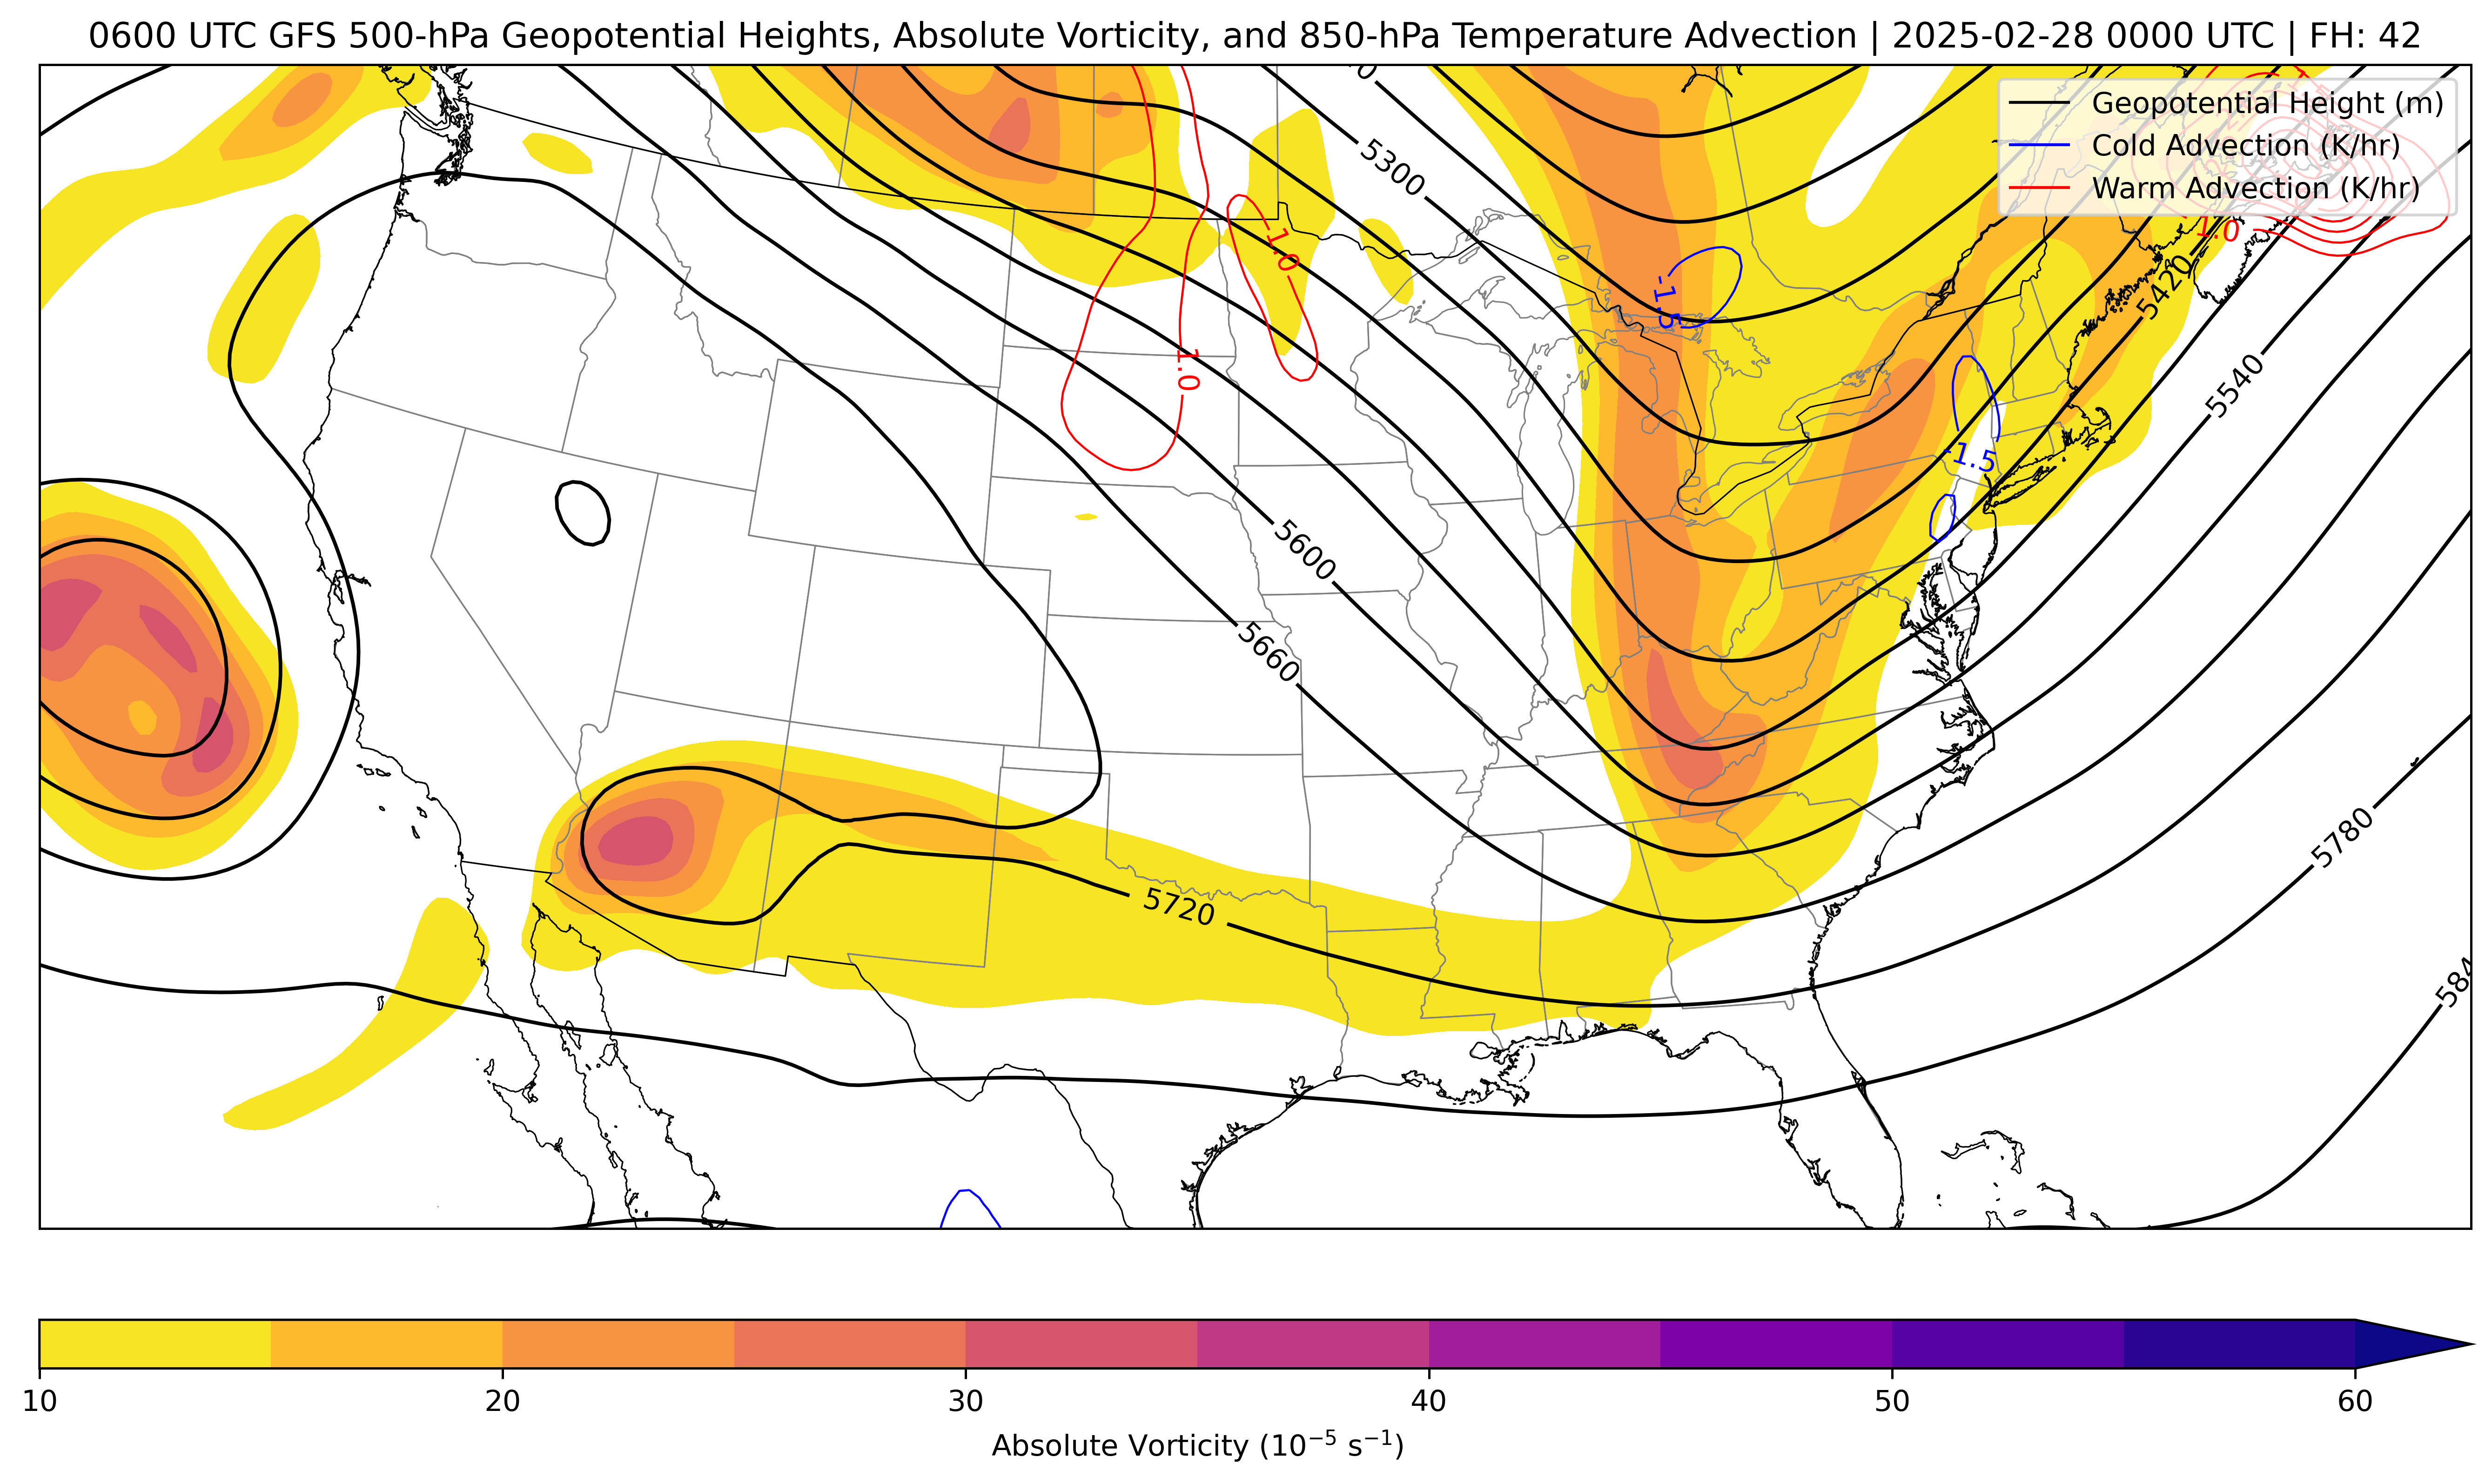 0600 UTC GFS 500-hPa Geopotential Heights, Absolute Vorticity, and 850-hPa Temperature Advection | 2025-02-28 0000 UTC | FH: 42
Geopotential Height (m)
Cold Advection (K/hr)
Warm Advection (K/hr)
5300
1.0
1.0
-1.5
1.0
5420
5540
-1.5
5600
5660
5720
5780
10 20 30 40 50 60
Absolute Vorticity (10⁻⁵ s⁻¹)